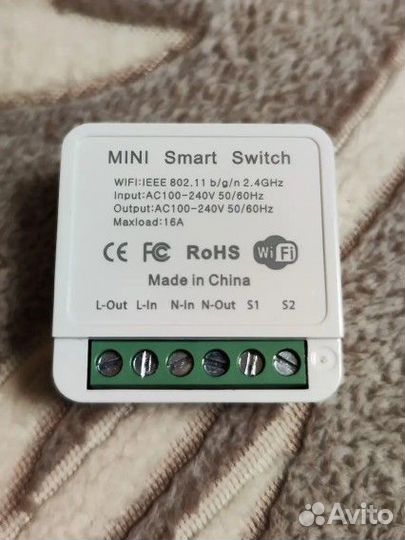 MINI Smart Switch
WIFI:IEEE 802.11 b/g/n 2.4GHz
Input:AC100-240V 50/60Hz
Output:AC100-240V 50/60Hz
Maxload:16A
CE FC RoHS WiFi
Made in China
L-Out L-In N-In N-Out S1 S2
Avito